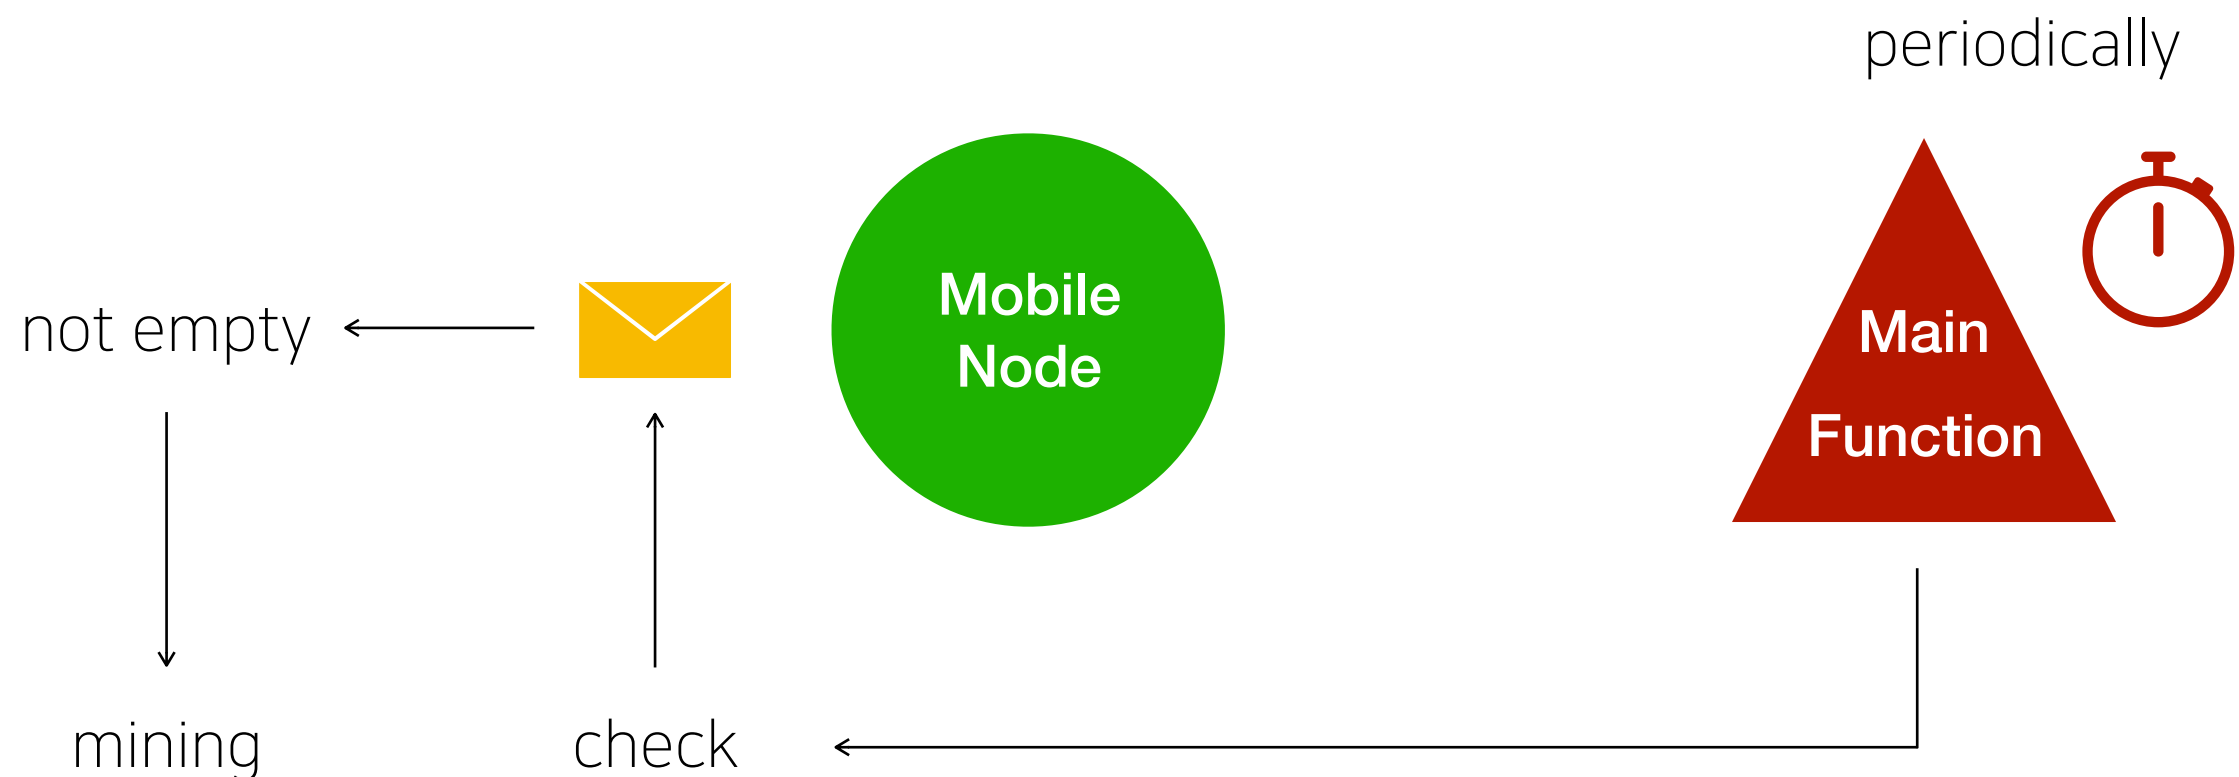 periodically
Mobile
Node
not empty
Main
Function
mining
check